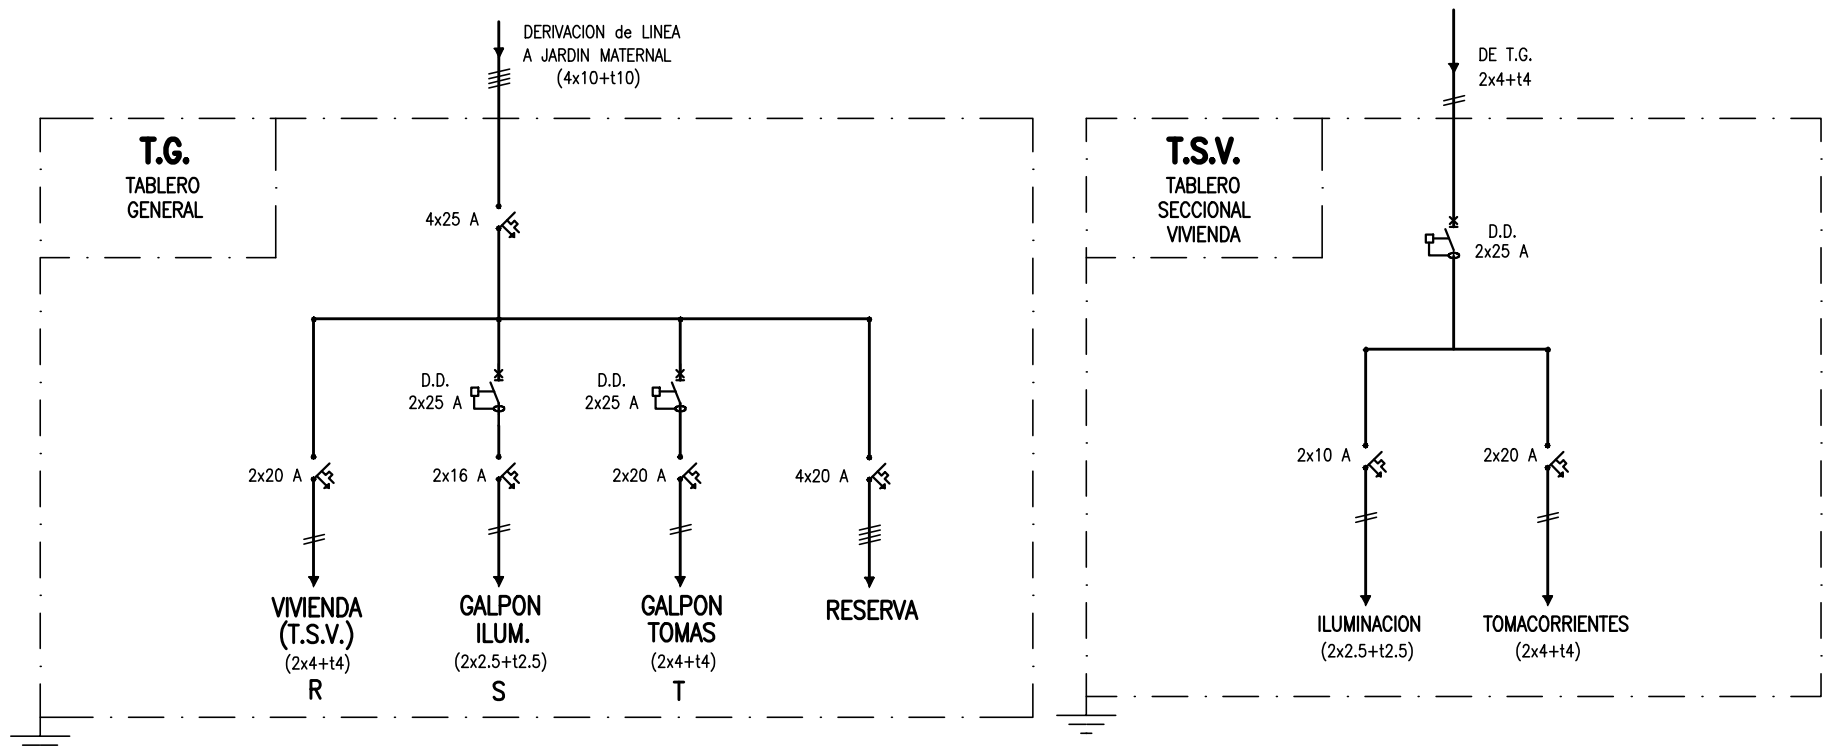 DERIVACION de LINEA
A JARDIN MATERNAL
(4x10+t10)
T.G.
TABLERO
GENERAL
4x25 A
D.D.
2x25 A
D.D.
2x25 A
2x20 A
2x16 A
2x20 A
4x20 A
VIVIENDA
(T.S.V.)
(2x4+t4)
R
GALPON
ILUM.
(2x2.5+t2.5)
S
GALPON
TOMAS
(2x4+t4)
T
RESERVA
DE T.G.
2x4+t4
T.S.V.
TABLERO
SECCIONAL
VIVIENDA
D.D.
2x25 A
2x10 A
2x20 A
ILUMINACION
(2x2.5+t2.5)
TOMACORRIENTES
(2x4+t4)